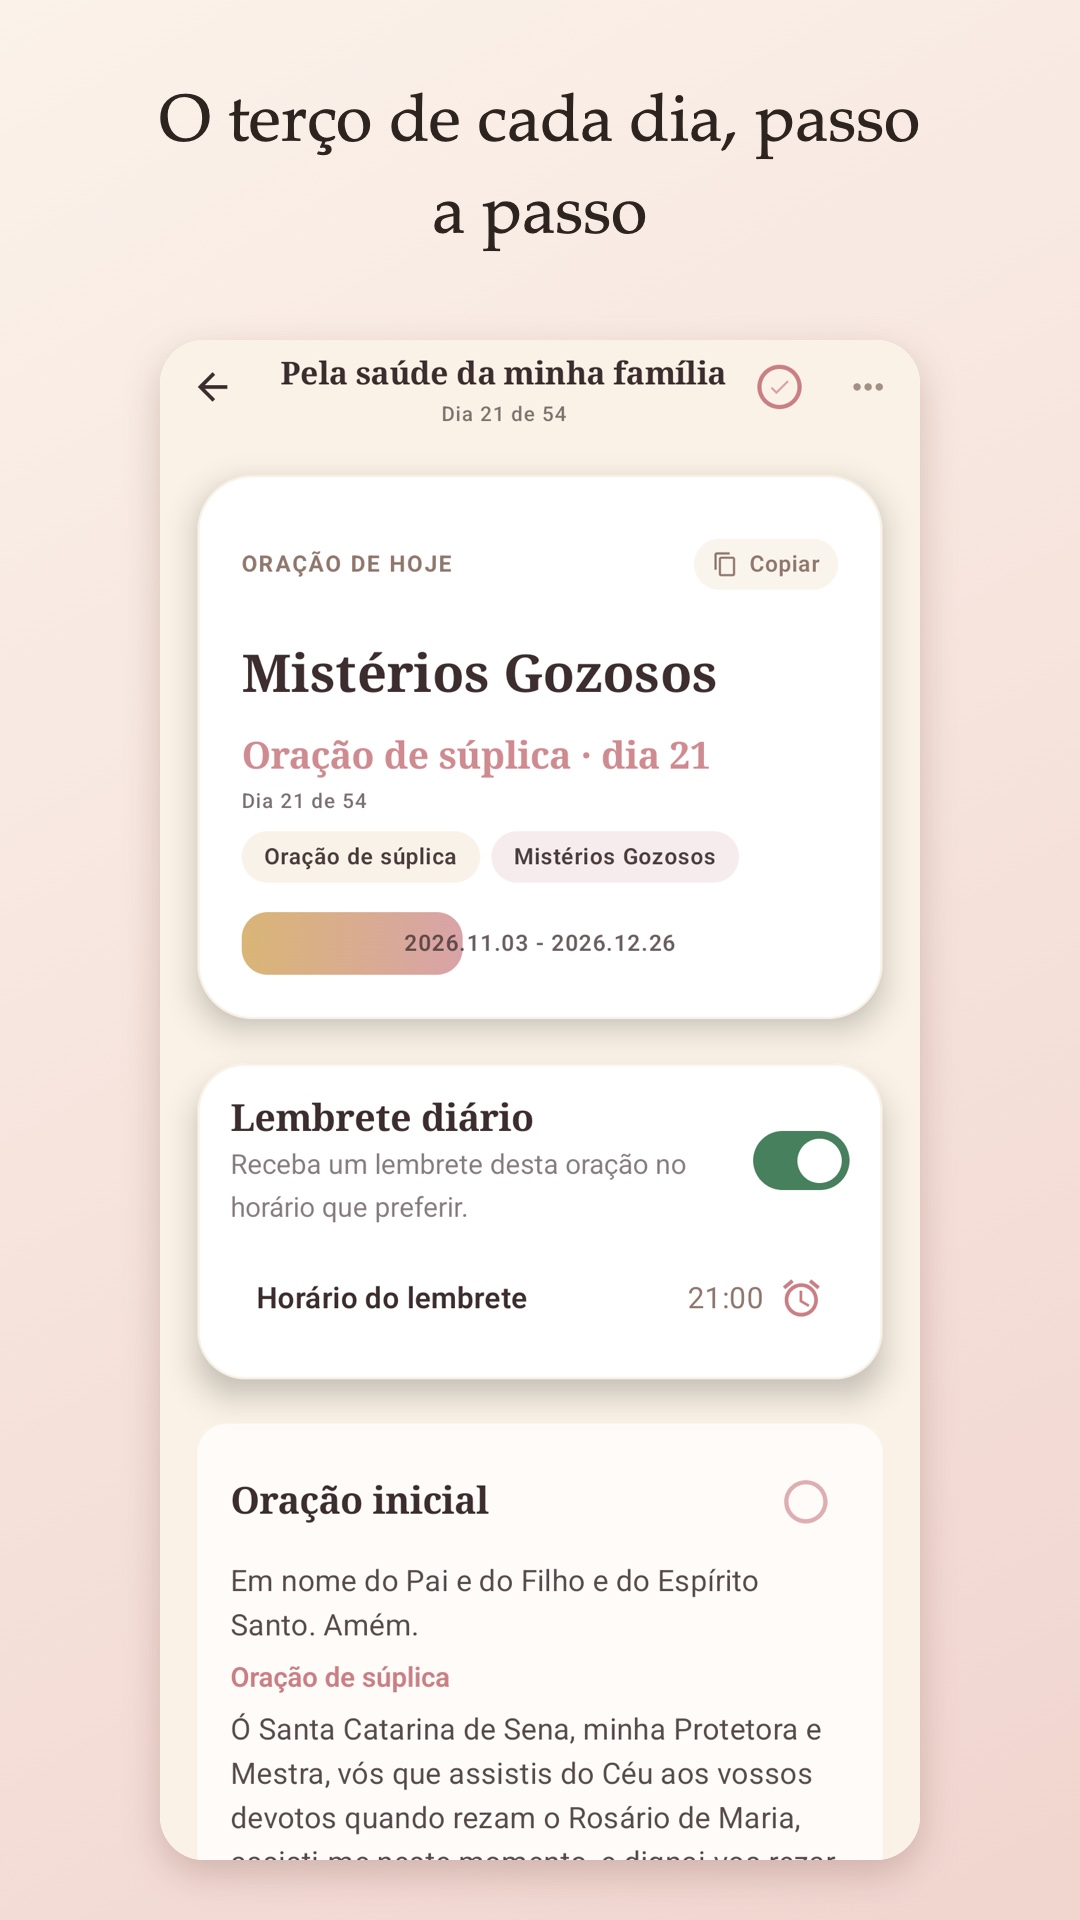 O terço de cada dia, passo
a passo
Pela saúde da minha família
Dia 21 de 54
ORAÇÃO DE HOJE
Copiar
Mistérios Gozosos
Oração de súplica · dia 21
Dia 21 de 54
Oração de súplica
Mistérios Gozosos
2026.11.03 - 2026.12.26
Lembrete diário
Receba um lembrete desta oração no
horário que preferir.
Horário do lembrete
21:00
Oração inicial
Em nome do Pai e do Filho e do Espírito
Santo. Amém.
Oração de súplica
Ó Santa Catarina de Sena, minha Protetora e
Mestra, vós que assistis do Céu aos vossos
devotos quando rezam o Rosário de Maria,